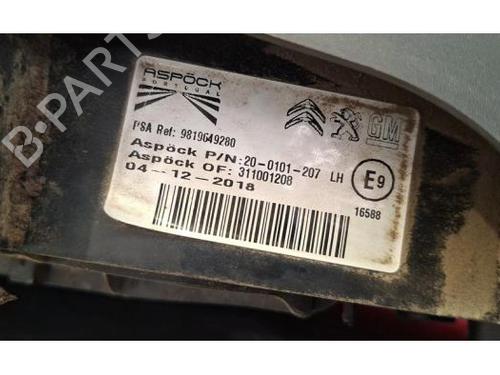 B-PARTS
ASPÖCK
PORTUGAL
GM
PSA Ref: 9819649280
Aspöck P/N:20-0101-207 LH
Aspöck OF: 311001208
04-12-2018
E9
16588